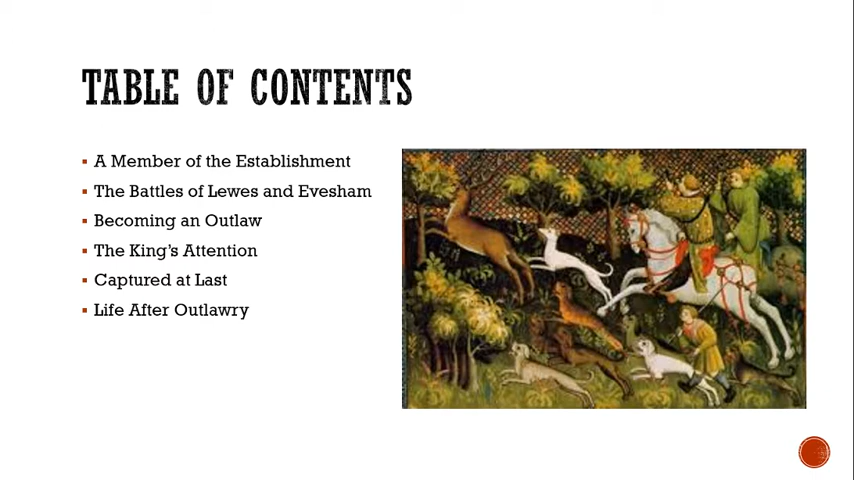 TABLE OF CONTENTS
A Member of the Establishment
The Battles of Lewes and Evesham
Becoming an Outlaw
The King's Attention
Captured at Last
Life After Outlawry